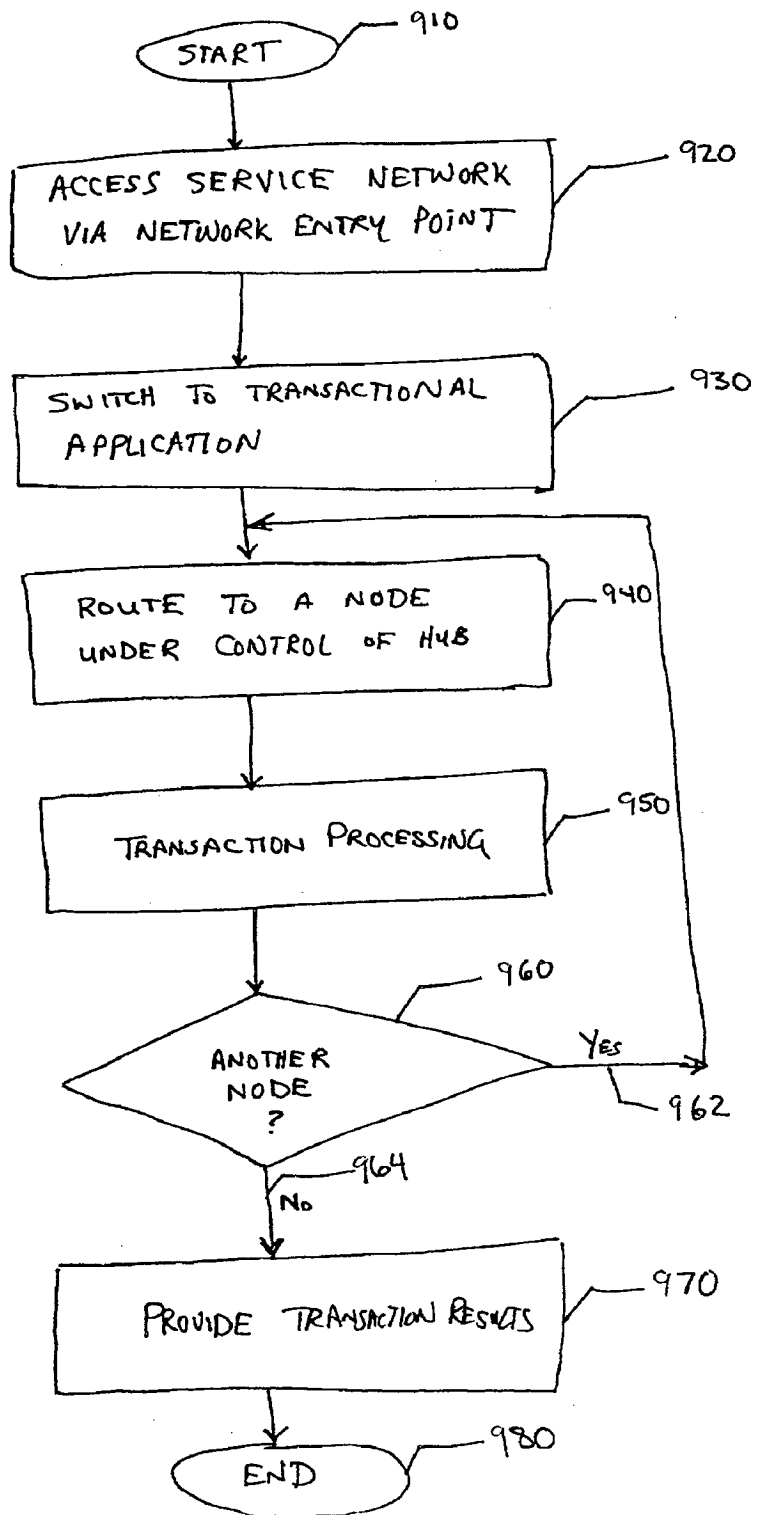 START
910
ACCESS SERVICE NETWORK
VIA NETWORK ENTRY POINT
920
SWITCH TO TRANSACTIONAL
APPLICATION
930
ROUTE TO A NODE
UNDER CONTROL OF HUB
940
TRANSACTION PROCESSING
950
960
ANOTHER
NODE
?
YES
962
964
NO
PROVIDE TRANSACTION RESULTS
970
END
980